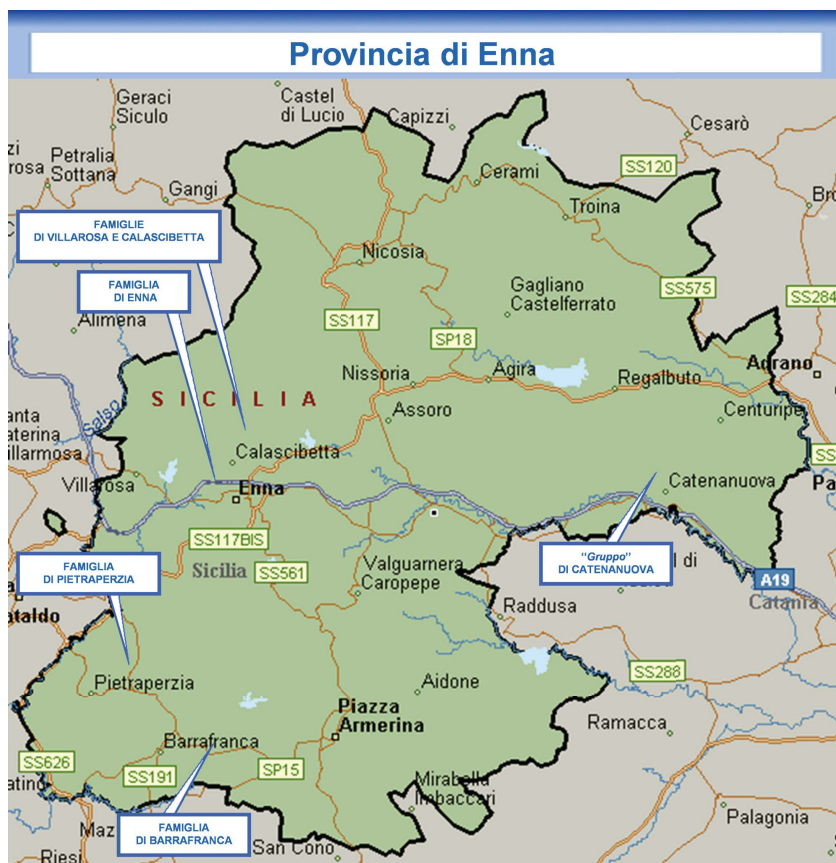 Provincia di Enna
Geraci
Siculo
Castel
di Lucio
Capizzi
Cesarò
Petralia
Sottana
Gangi
Cerami
SS120
Troina
FAMIGLIE
DI VILLAROSA E CALASCIBETTA
Nicosia
FAMIGLIA
DI ENNA
Gagliano
Castelferrato
SS575
SS284
Alimena
SS117
SP18
Adrano
Nissoria
Agira
Regalbuto
SICILIA
Salso
Assoro
Centuripe
Calascibetta
Villarosa
Enna
Catenanuova
SS117BIS
FAMIGLIA
DI PIETRAPERZIA
Sicilia
SS561
Valguarnera
Caropepe
"Gruppo"
DI CATENANUOVA
A19
Catania
Raddusa
SS288
Pietraperzia
Aidone
Piazza
Armerina
Ramacca
Barrafranca
SS626
SS191
SP15
Mirabella
Imbaccari
FAMIGLIA
DI BARRAFRANCA
Palagonia
San Cono
Riesi